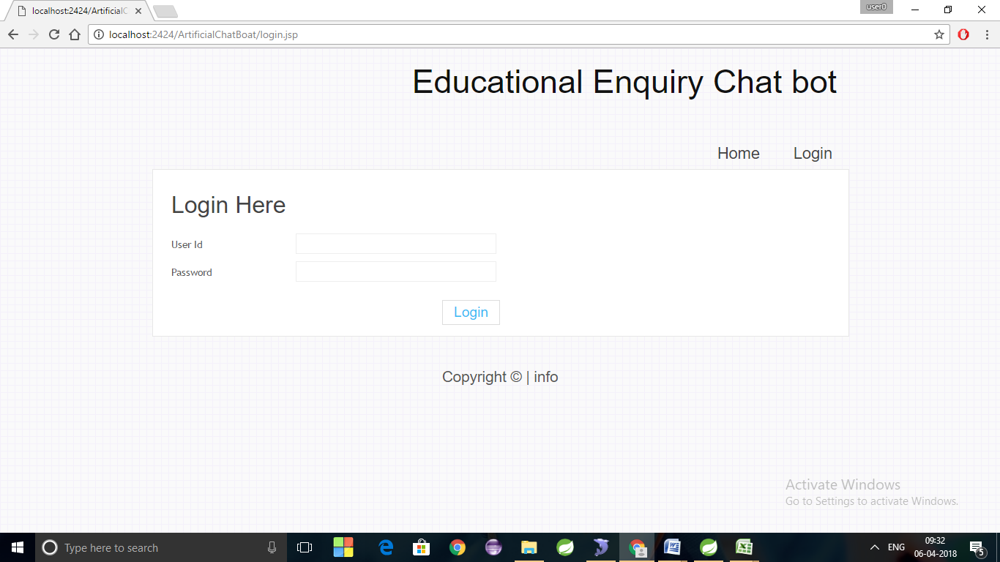 localhost:2424/ArtificialC
user0
localhost:2424/ArtificialChatBoat/login.jsp
Educational Enquiry Chat bot
Home Login
Login Here
User Id
Password
Login
Copyright © | info
Activate Windows
Go to Settings to activate Windows.
Type here to search
ENG
09:32
06-04-2018
5